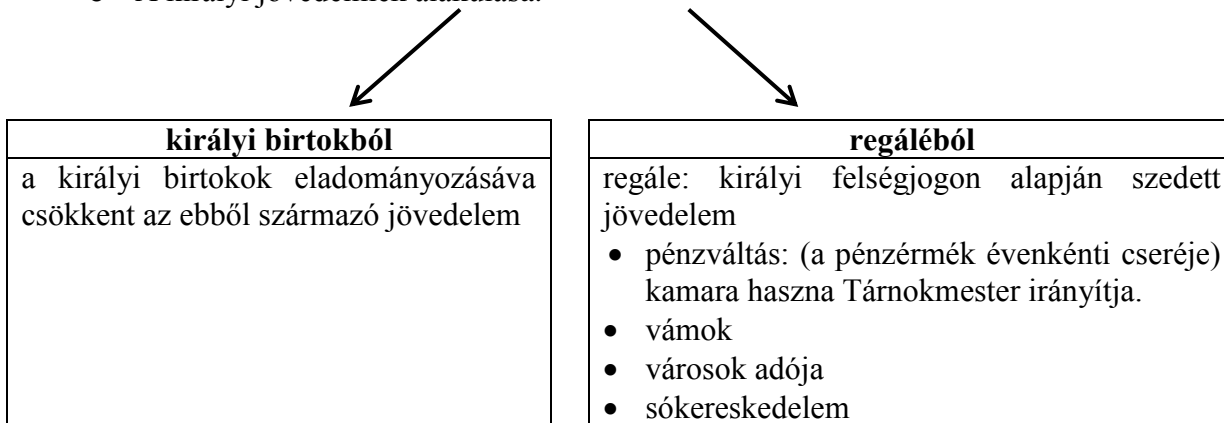 királyi birtokból
a királyi birtokok eladományozásáva
csökkent az ebből származó jövedelem
regáléból
regále: királyi felségjogon alapján szedett
jövedelem
• pénzváltás: (a pénzérmék évenkénti cseréje)
kamara haszna Tárnokmester irányítja.
• vámok
• városok adója
• sókereskedelem